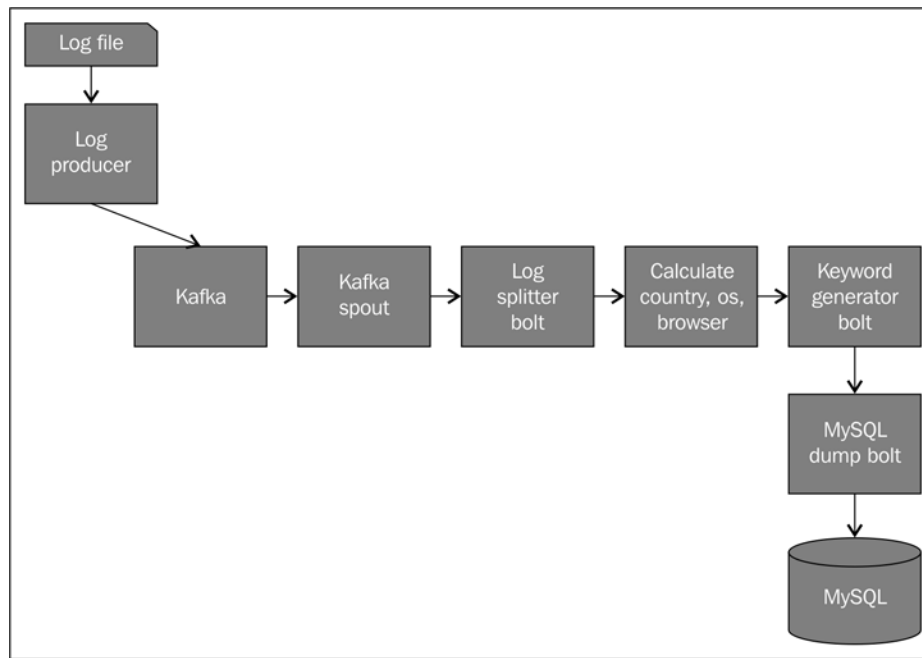 Log file
Log
producer
Kafka
Kafka
spout
Log
splitter
bolt
Calculate
country, os,
browser
Keyword
generator
bolt
MySQL
dump bolt
MySQL